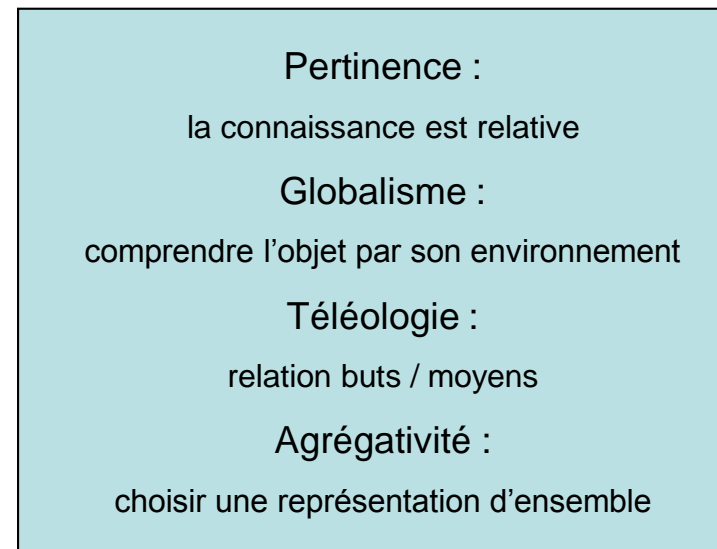 Pertinence :
la connaissance est relative
Globalisme :
comprendre l’objet par son environnement
Téléologie :
relation buts / moyens
Agrégativité :
choisir une représentation d’ensemble